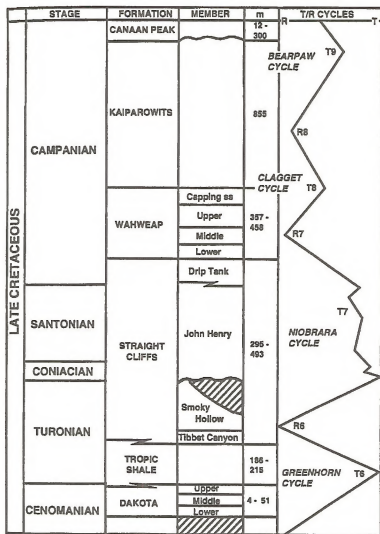 STAGE FORMATION MEMBER m T/R CYCLES
R T
CANAAN PEAK 12 - 300
BEARPAW CYCLE T9
KAIPAROWITS 855
R8
CAMPANIAN
CLAGGET CYCLE T8
Capping ss
WAHWEAP Upper 357 - 458
Middle R7
Lower
LATE CRETACEOUS
Drip Tank
T7
SANTONIAN John Henry NIOBRARA CYCLE
STRAIGHT CLIFFS 295 - 493
CONIACIAN
Smoky Hollow
TURONIAN R6
Tibbet Canyon
TROPIC SHALE 186 - 215 T6
GREENHORN CYCLE
Upper
CENOMANIAN DAKOTA Middle 4 - 51
Lower